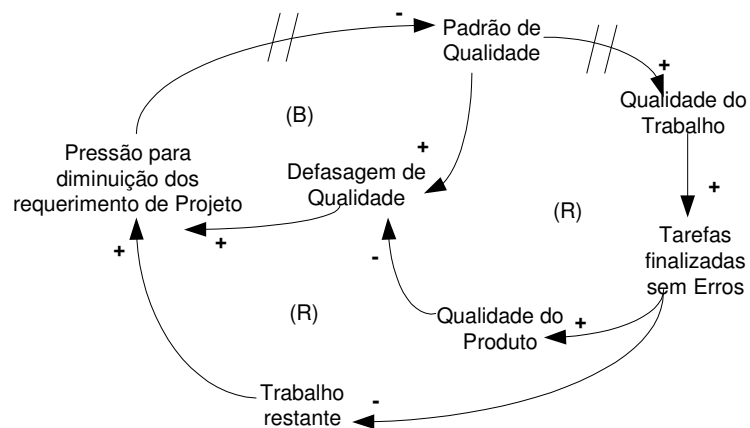 -
Padrão de
Qualidade
+
Qualidade do
Trabalho
(B)
Pressão para
diminuição dos
requerimento de Projeto
+
Defasagem de
Qualidade
+
(R)
+
+
Tarefas
finalizadas
sem Erros
-
(R)
Qualidade do
Produto
+
Trabalho
restante
-